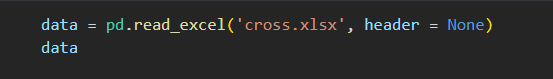 data = pd.read_excel('cross.xlsx', header = None)
data